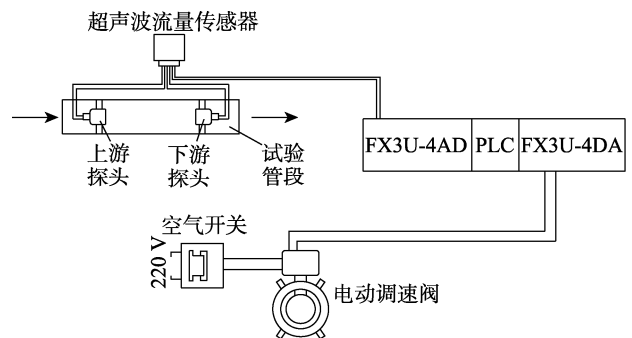 超声波流量传感器
上游
探头
下游
探头
试验
管段
FX3U-4AD
PLC
FX3U-4DA
空气开关
220 V
电动调速阀